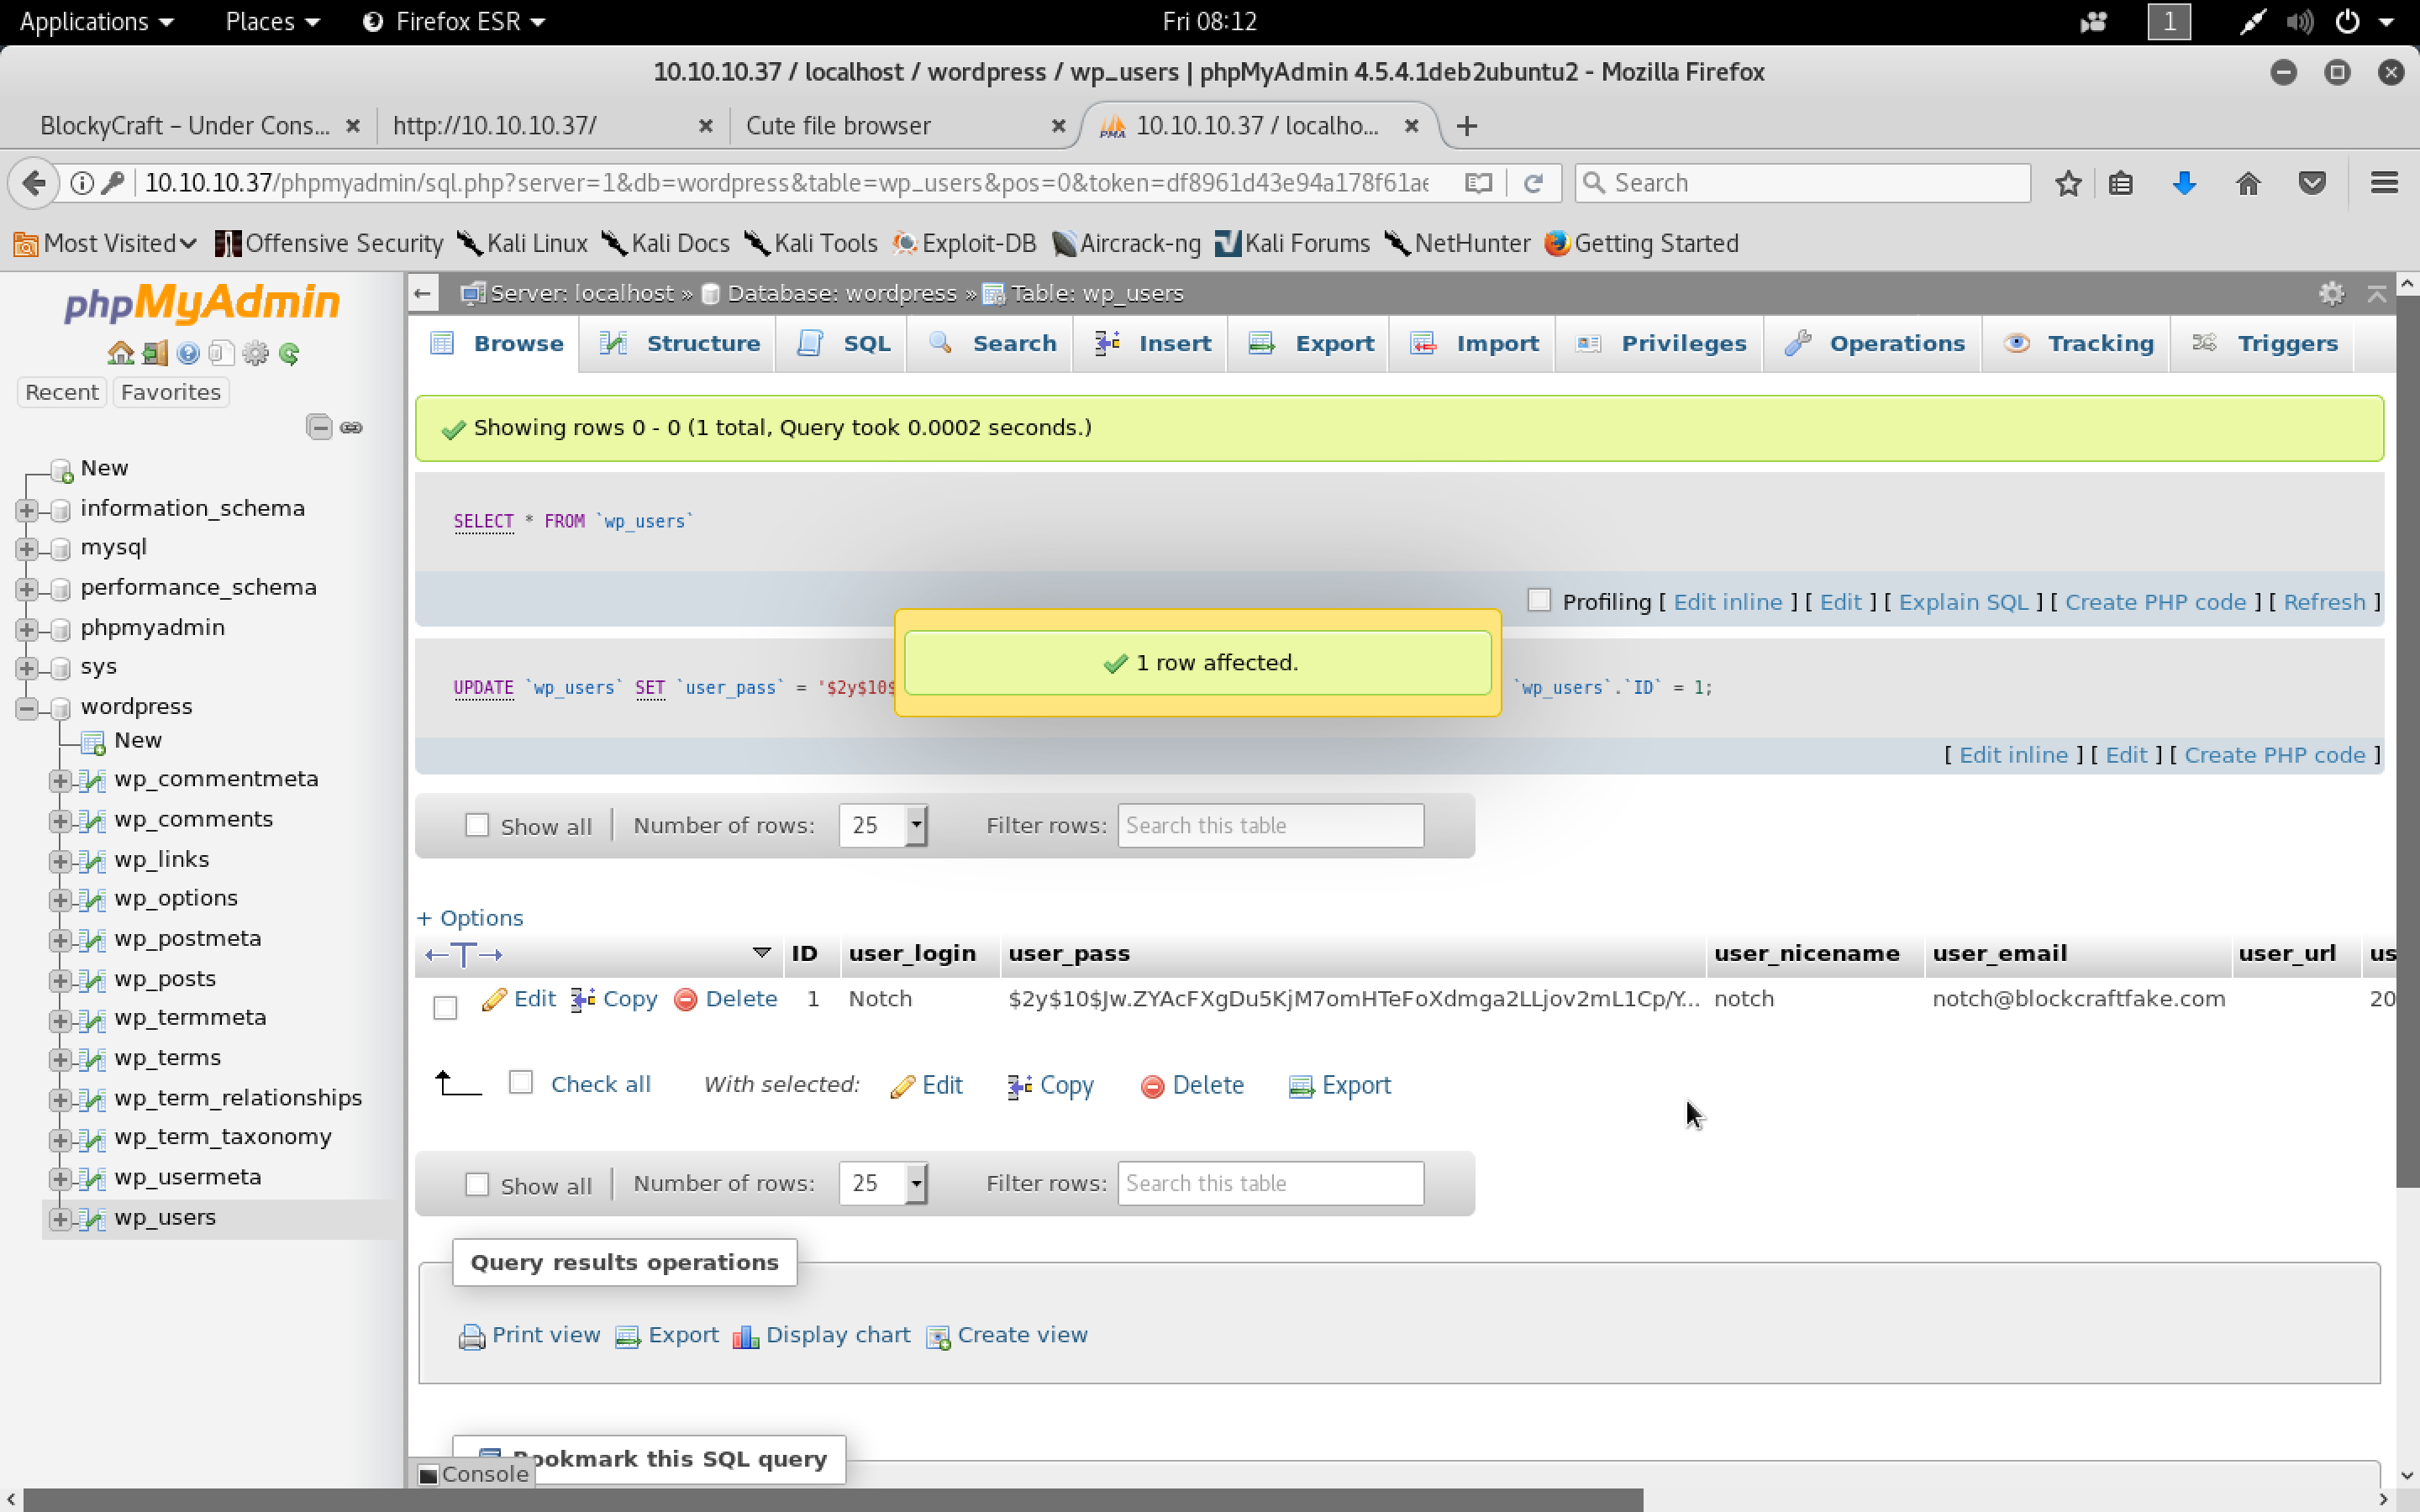 Applications Places Firefox ESR Fri 08:12 1
10.10.10.37 / localhost / wordpress / wp_users | phpMyAdmin 4.5.4.1deb2ubuntu2 - Mozilla Firefox
BlockyCraft – Under Cons... http://10.10.10.37/ Cute file browser 10.10.10.37 / localho...
10.10.10.37/phpmyadmin/sql.php?server=1&db=wordpress&table=wp_users&pos=0&token=df8961d43e94a178f61ae Search
Most Visited Offensive Security Kali Linux Kali Docs Kali Tools Exploit-DB Aircrack-ng Kali Forums NetHunter Getting Started
phpMyAdmin
Recent Favorites
New
information_schema
mysql
performance_schema
phpmyadmin
sys
wordpress
New
wp_commentmeta
wp_comments
wp_links
wp_options
wp_postmeta
wp_posts
wp_termmeta
wp_terms
wp_term_relationships
wp_term_taxonomy
wp_usermeta
wp_users
Server: localhost » Database: wordpress » Table: wp_users
Browse Structure SQL Search Insert Export Import Privileges Operations Tracking Triggers
Showing rows 0 - 0 (1 total, Query took 0.0002 seconds.)
SELECT * FROM `wp_users`
Profiling [ Edit inline ] [ Edit ] [ Explain SQL ] [ Create PHP code ] [ Refresh ]
1 row affected.
UPDATE `wp_users` SET `user_pass` = '$2y$10$ `wp_users`.`ID` = 1;
[ Edit inline ] [ Edit ] [ Create PHP code ]
Show all Number of rows: 25 Filter rows: Search this table
+ Options
←T→ ID user_login user_pass user_nicename user_email user_url us
Edit Copy Delete 1 Notch $2y$10$Jw.ZYAcFXgDu5KjM7omHTeFoXdmga2LLjov2mL1Cp/Y... notch notch@blockcraftfake.com 20
Check all With selected: Edit Copy Delete Export
Show all Number of rows: 25 Filter rows: Search this table
Query results operations
Print view Export Display chart Create view
Bookmark this SQL query
Console